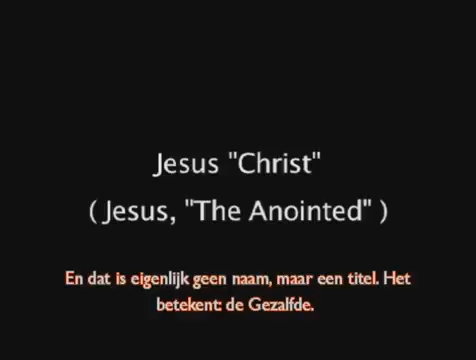 Jesus "Christ"
( Jesus, "The Anointed" )
En dat is eigenlijk geen naam, maar een titel. Het
betekent: de Gezalfde.